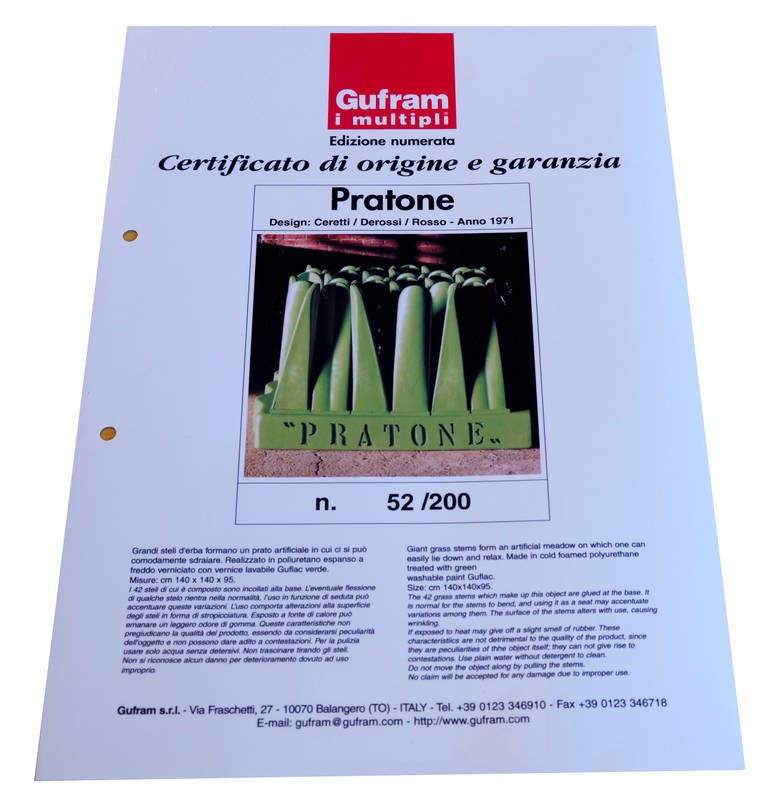 Gufram
i multipli
Edizione numerata
Certificato di origine e garanzia
Pratone
Design: Ceretti / Derossi / Rosso - Anno 1971
"PRATONE„
n. 52 /200
Grandi steli d'erba formano un prato artificiale in cui ci si può
comodamente sdraiare. Realizzato in poliuretano espanso a
freddo verniciato con vernice lavabile Guflac verde.
Misure: cm 140 x 140 x 95.
I 42 steli di cui è composto sono incollati alla base. L'eventuale flessione
di qualche stelo rientra nella normalità, l'uso in funzione di seduta può
accentuare queste variazioni. L'uso comporta alterazioni alla superficie
degli steli in forma di stropicciatura. Esposto a fonte di calore può
emanare un leggero odore di gomma. Queste caratteristiche non
pregiudicano la qualità del prodotto, essendo da considerarsi peculiarità
dell'oggetto e non possono dare adito a contestazioni. Per la pulizia
usare solo acqua senza detersivi. Non trascinare tirando gli steli.
Non si riconosce alcun danno per deterioramento dovuto ad uso
improprio.
Giant grass stems form an artificial meadow on which one can
easily lie down and relax. Made in cold foamed polyurethane
treated with green
washable paint Guflac.
Size: cm 140x140x95.
The 42 grass stems which make up this object are glued at the base. It
is normal for the stems to bend, and using it as a seat may accentuate
variations among them. The surface of the stems alters with use, causing
wrinkling.
If exposed to heat may give off a slight smell of rubber. These
characteristics are not detrimental to the quality of the product, since
they are peculiarities of thhe object itself; they can not give rise to
contestations. Use plain water without detergent to clean.
Do not move the object along by pulling the stems.
No claim will be accepted for any damage due to improper use.
Gufram s.r.l. - Via Fraschetti, 27 - 10070 Balangero (TO) - ITALY - Tel. +39 0123 346910 - Fax +39 0123 346718
E-mail: gufram@gufram.com - http://www.gufram.com